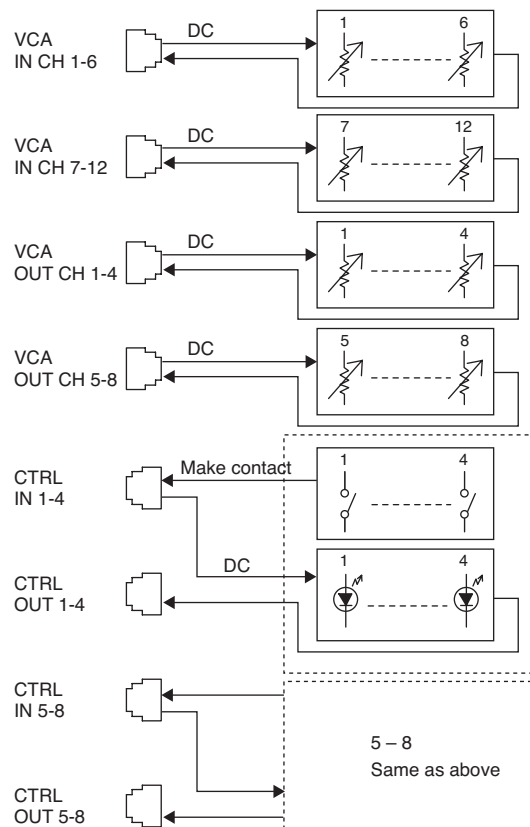 VCA
IN CH 1-6
DC
1
6
VCA
IN CH 7-12
DC
7
12
VCA
OUT CH 1-4
DC
1
4
VCA
OUT CH 5-8
DC
5
8
CTRL
IN 1-4
Make contact
1
4
DC
CTRL
OUT 1-4
1
4
CTRL
IN 5-8
5 – 8
Same as above
CTRL
OUT 5-8